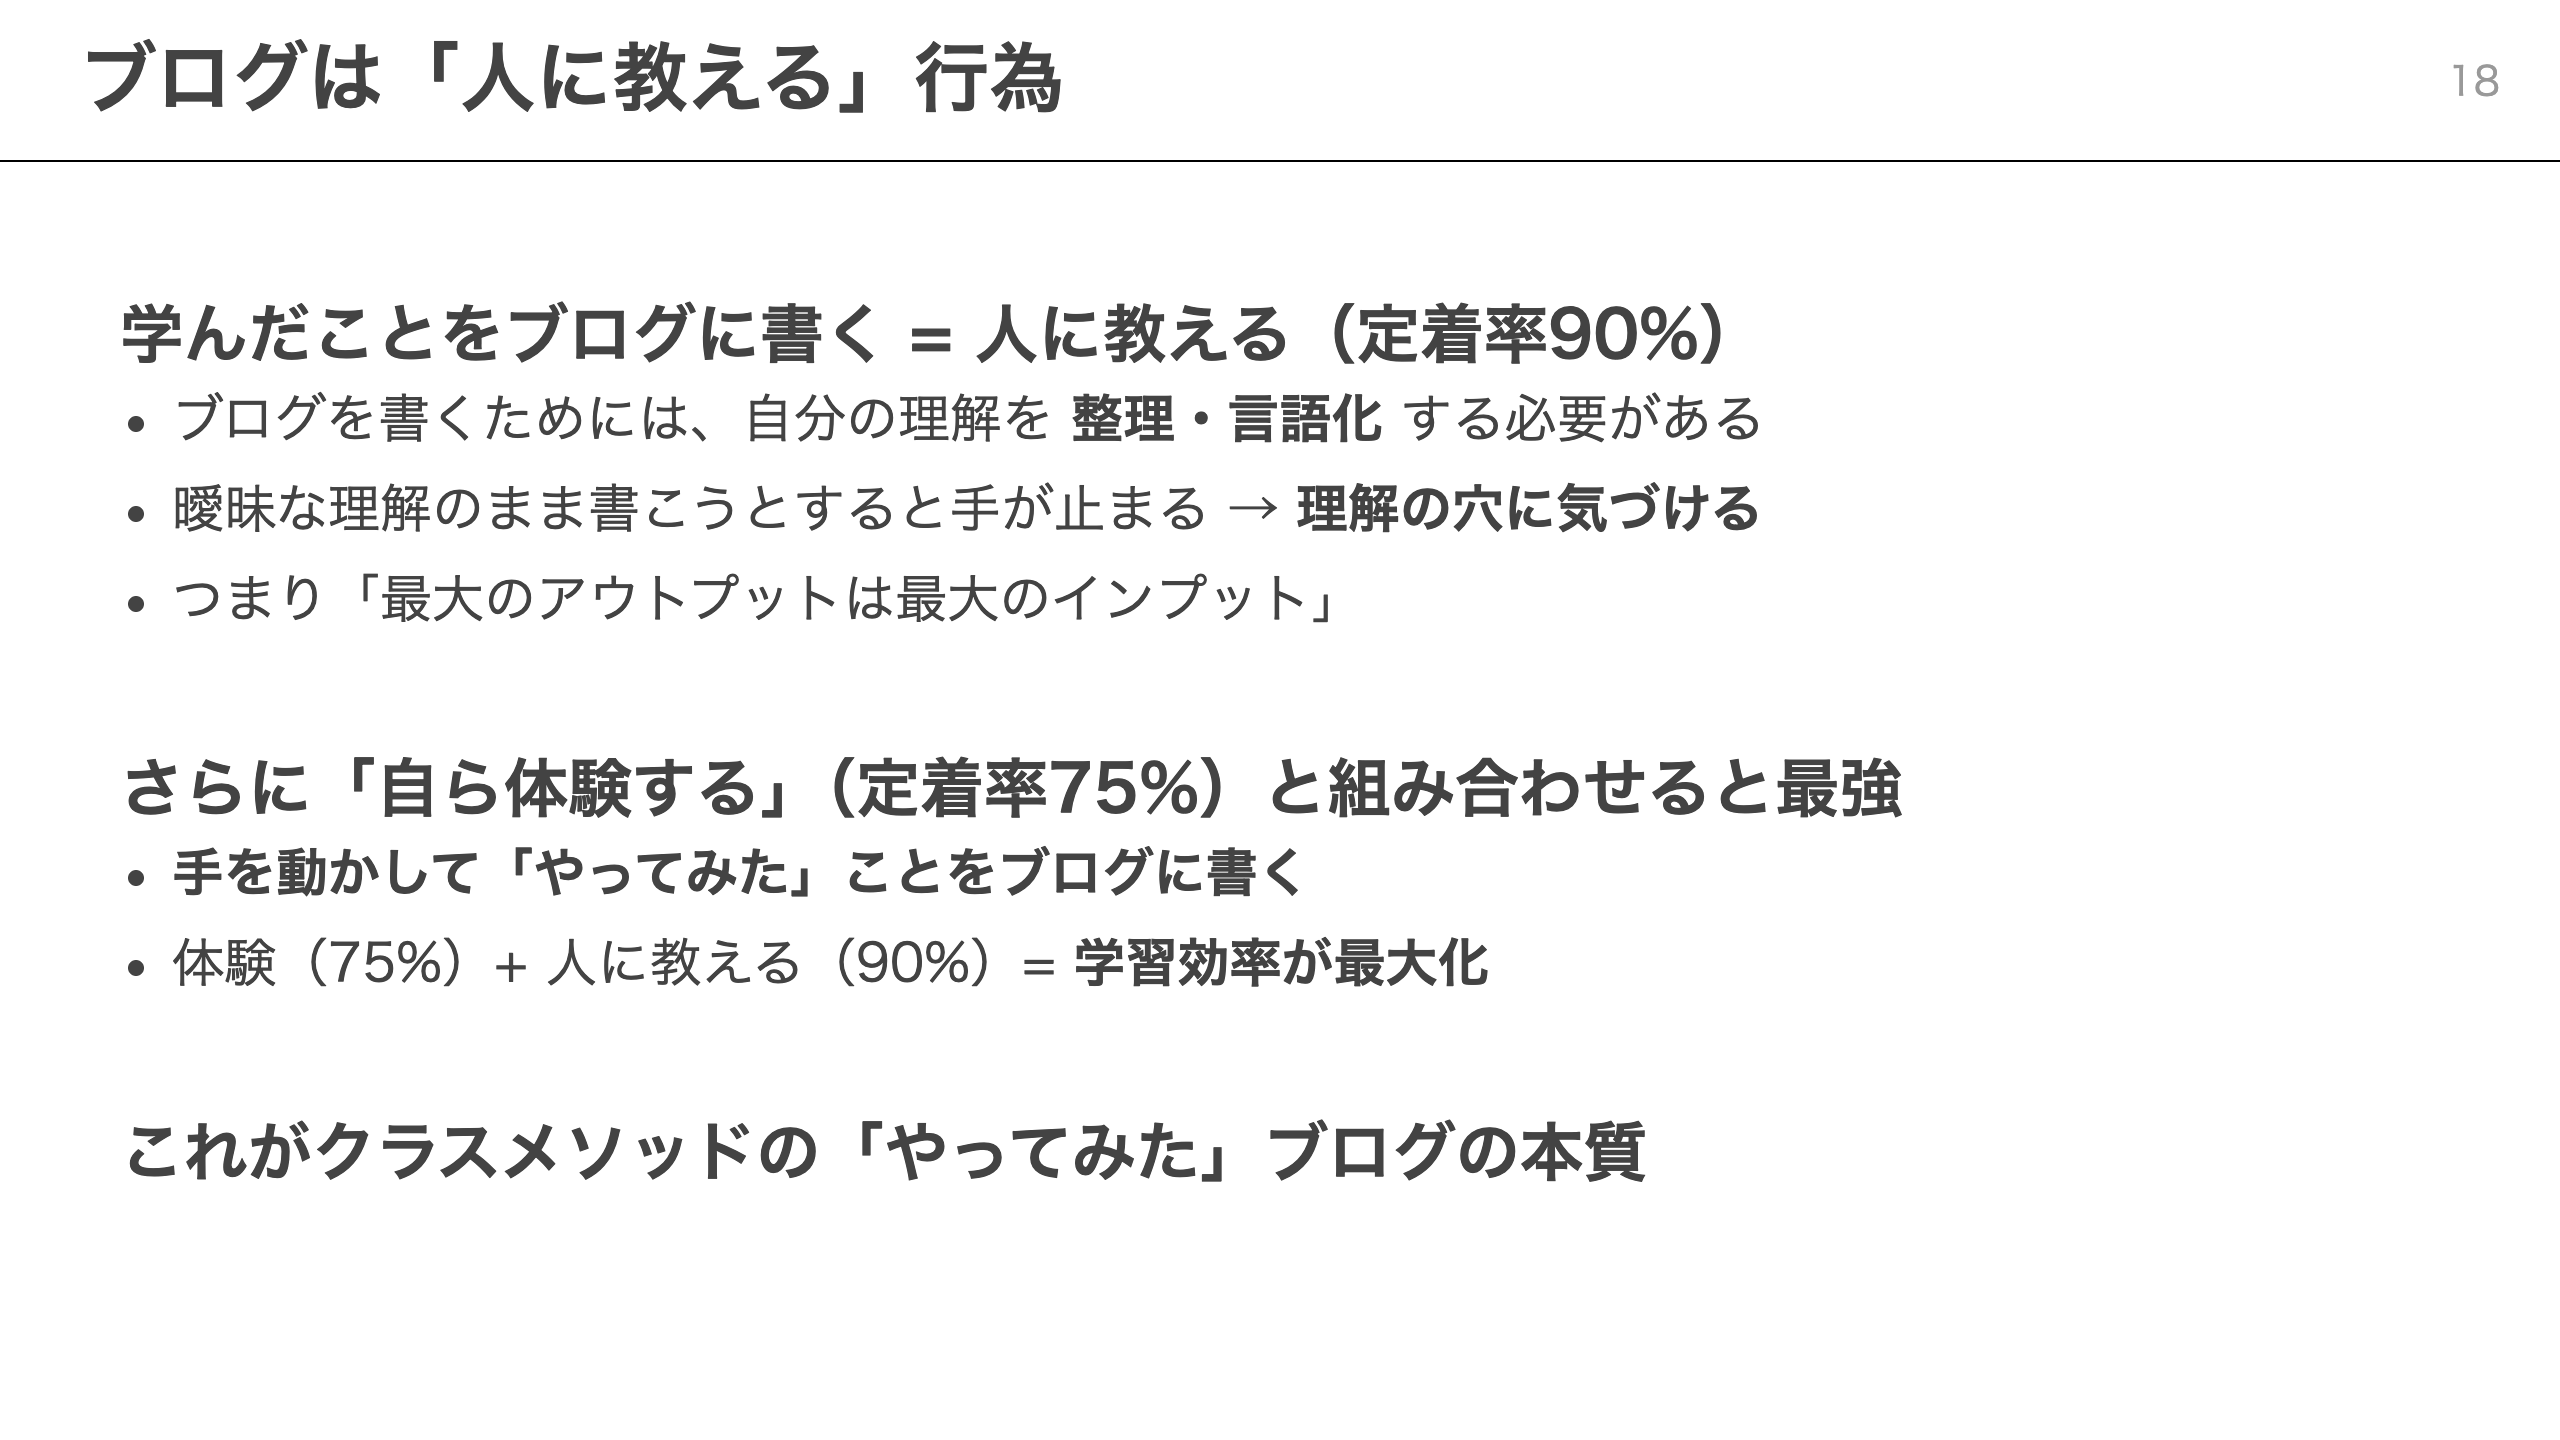 ブログは「人に教える」行為
18
学んだことをブログに書く = 人に教える（定着率90%）
• ブログを書くためには、自分の理解を 整理・言語化 する必要がある
• 曖昧な理解のまま書こうとすると手が止まる → 理解の穴に気づける
• つまり「最大のアウトプットは最大のインプット」
さらに「自ら体験する」（定着率75%）と組み合わせると最強
• 手を動かして「やってみた」ことをブログに書く
• 体験（75%）+ 人に教える（90%）= 学習効率が最大化
これがクラスメソッドの「やってみた」ブログの本質